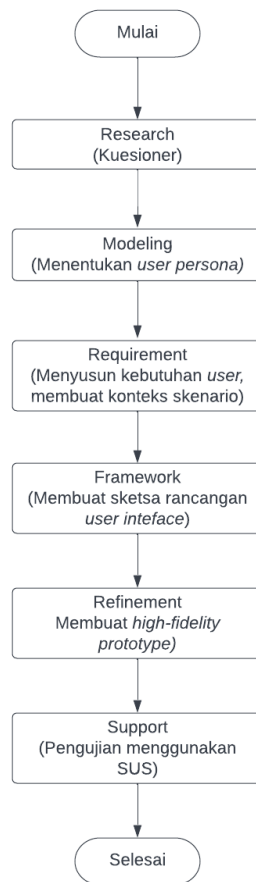 Mulai
Research
(Kuesioner)
Modeling
(Menentukan user persona)
Requirement
(Menyusun kebutuhan user,
membuat konteks skenario)
Framework
(Membuat sketsa rancangan
user inteface)
Refinement
Membuat high-fidelity
prototype)
Support
(Pengujian menggunakan
SUS)
Selesai